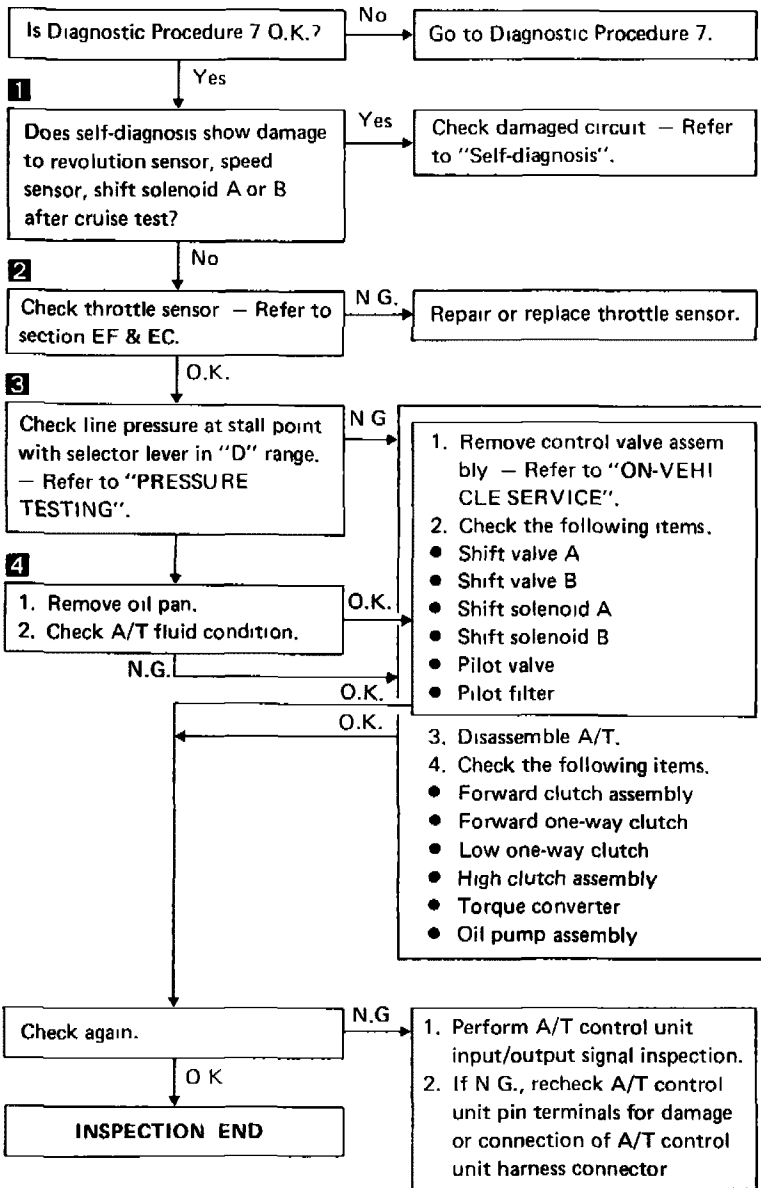 Is Diagnostic Procedure 7 O.K.?
No
Go to Diagnostic Procedure 7.
Yes
1
Does self-diagnosis show damage
to revolution sensor, speed
sensor, shift solenoid A or B
after cruise test?
Yes
Check damaged circuit — Refer
to "Self-diagnosis".
No
2
Check throttle sensor — Refer to
section EF & EC.
N G.
Repair or replace throttle sensor.
O.K.
3
Check line pressure at stall point
with selector lever in "D" range.
— Refer to "PRESSURE
TESTING".
N G
1. Remove control valve assem
bly — Refer to "ON-VEHI
CLE SERVICE".
2. Check the following items.
● Shift valve A
● Shift valve B
● Shift solenoid A
● Shift solenoid B
● Pilot valve
● Pilot filter
4
1. Remove oil pan.
2. Check A/T fluid condition.
O.K.
N.G.
O.K.
O.K.
3. Disassemble A/T.
4. Check the following items.
● Forward clutch assembly
● Forward one-way clutch
● Low one-way clutch
● High clutch assembly
● Torque converter
● Oil pump assembly
Check again.
N.G
1. Perform A/T control unit
input/output signal inspection.
2. If N G., recheck A/T control
unit pin terminals for damage
or connection of A/T control
unit harness connector
O K
INSPECTION END